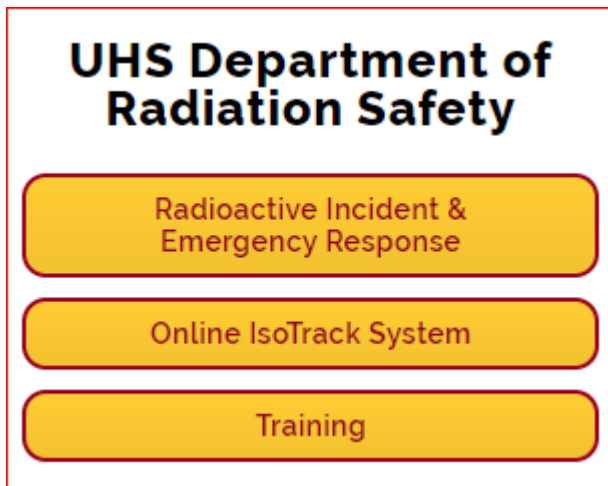 UHS Department of
Radiation Safety
Radioactive Incident &
Emergency Response
Online IsoTrack System
Training